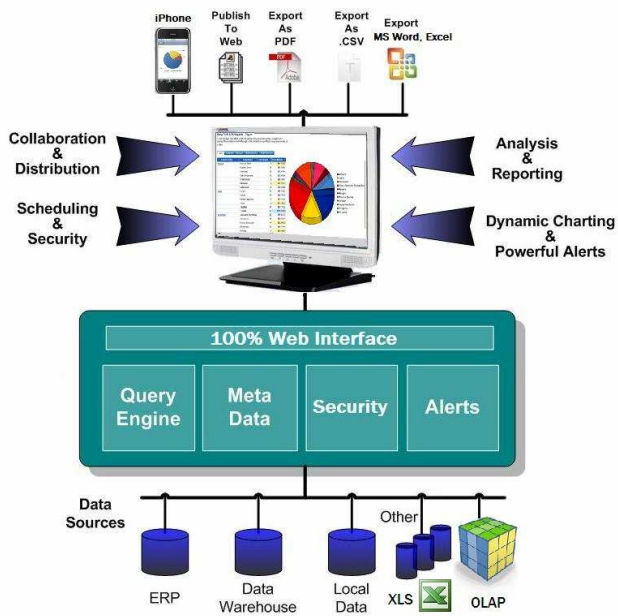 iPhone
Publish
To
Web
Export
As
PDF
Export
As
.CSV
Export
MS Word, Excel
PDF
Adobe
Collaboration
&
Distribution
Analysis
&
Reporting
Scheduling
&
Security
Dynamic Charting
&
Powerful Alerts
100% Web Interface
Query
Engine
Meta
Data
Security
Alerts
Data
Sources
Other
ERP
Data
Warehouse
Local
Data
XLS
OLAP